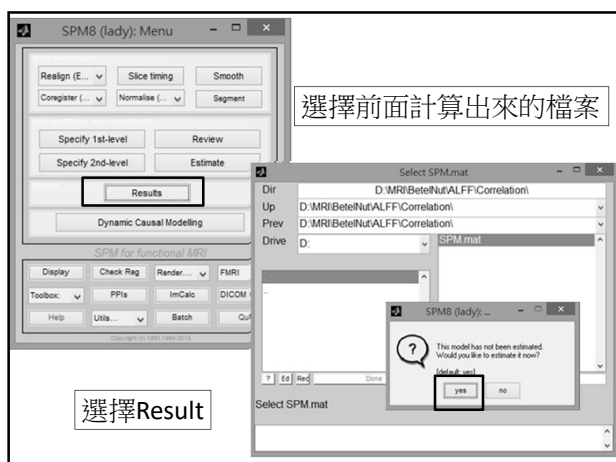 SPM8 (lady): Menu
Realign (E...
Slice timing
Smooth
Coregister (...
Normalise (...
Segment
選擇前面計算出來的檔案
Specify 1st-level
Review
Specify 2nd-level
Estimate
Results
Dynamic Causal Modelling
SPM for functional MRI
Display
Check Reg
Render....
FMRI
Toolbox:
PPIs
ImCalc
DICOM
Help
Utils...
Batch
Copyright (c) 1991,1994-2013
選擇Result
Select SPM.mat
Dir
D:\MRI\BetelNut\ALFF\Correlation\
Up
D:\MRI\BetelNut\ALFF\Correlation\
Prev
D:\MRI\BetelNut\ALFF\Correlation\
Drive
D:
SPM.mat
..
? Ed Rec
Done
Select SPM.mat
SPM8 (lady): ...
This model has not been estimated.
Would you like to estimate it now?
[default: yes]
yes
no